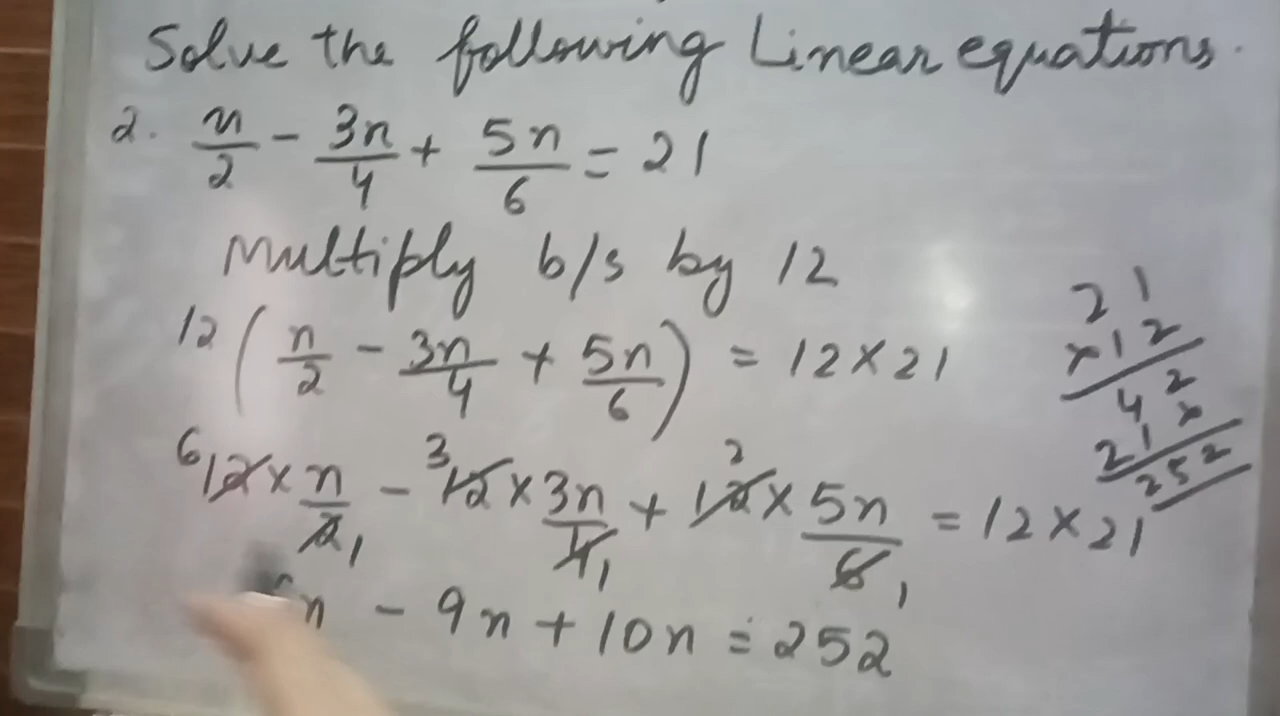 Solve the following Linear equations.
2. n/2 - 3n/4 + 5n/6 = 21
Multiply b/s by 12
12 ( n/2 - 3n/4 + 5n/6 ) = 12 × 21
6 12 × n/2 1 - 3 12 × 3n/4 1 + 2 12 × 5n/6 1 = 12 × 21
n - 9n + 10n = 252
21
×12
42
21×
252